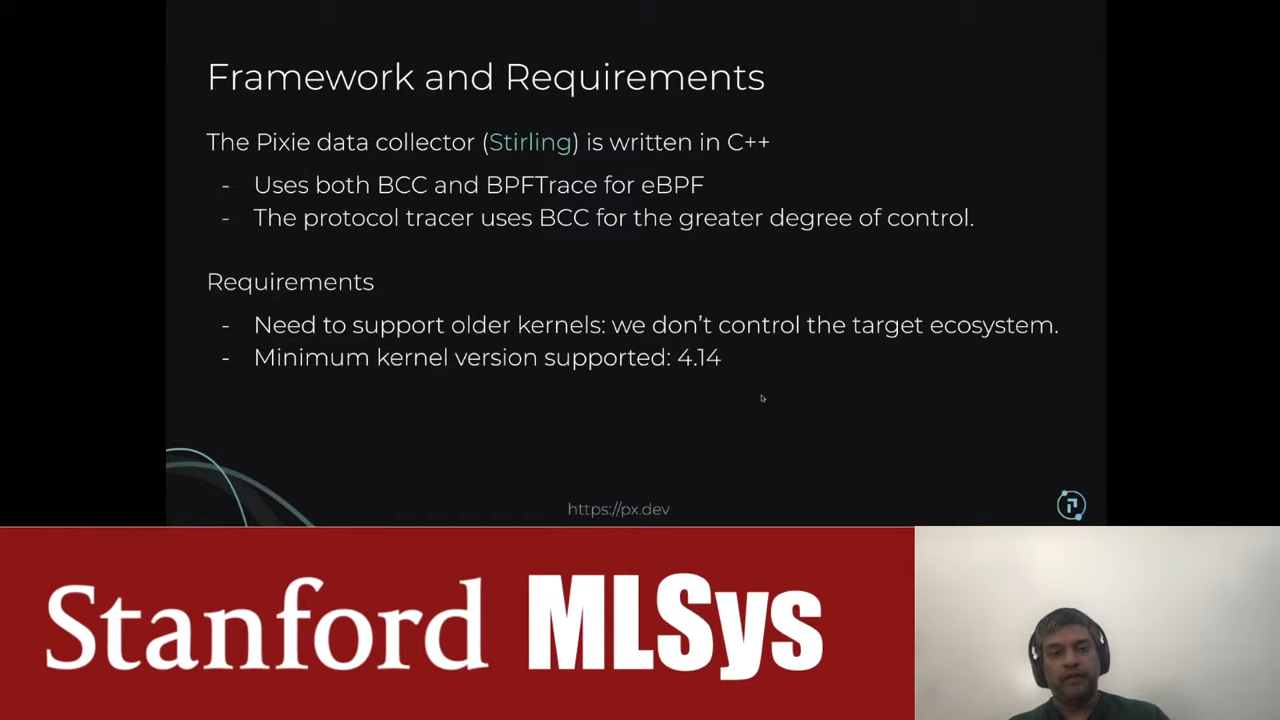 Framework and Requirements
The Pixie data collector (Stirling) is written in C++
- Uses both BCC and BPFTrace for eBPF
- The protocol tracer uses BCC for the greater degree of control.
Requirements
- Need to support older kernels: we don't control the target ecosystem.
- Minimum kernel version supported: 4.14
https://px.dev
Stanford MLSys